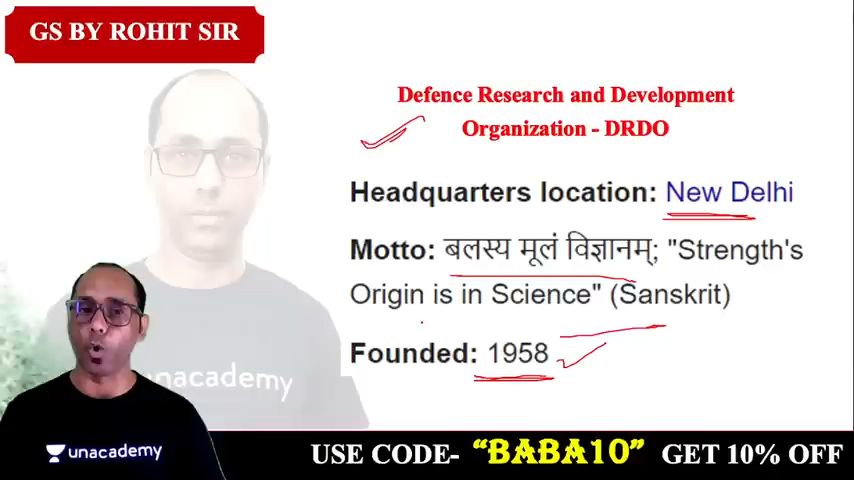 GS BY ROHIT SIR
Defence Research and Development
Organization - DRDO
Headquarters location: New Delhi
Motto: बलस्य मूलं विज्ञानम्; "Strength's
Origin is in Science" (Sanskrit)
Founded: 1958
unacademy
unacademy
USE CODE- “BABA10” GET 10% OFF